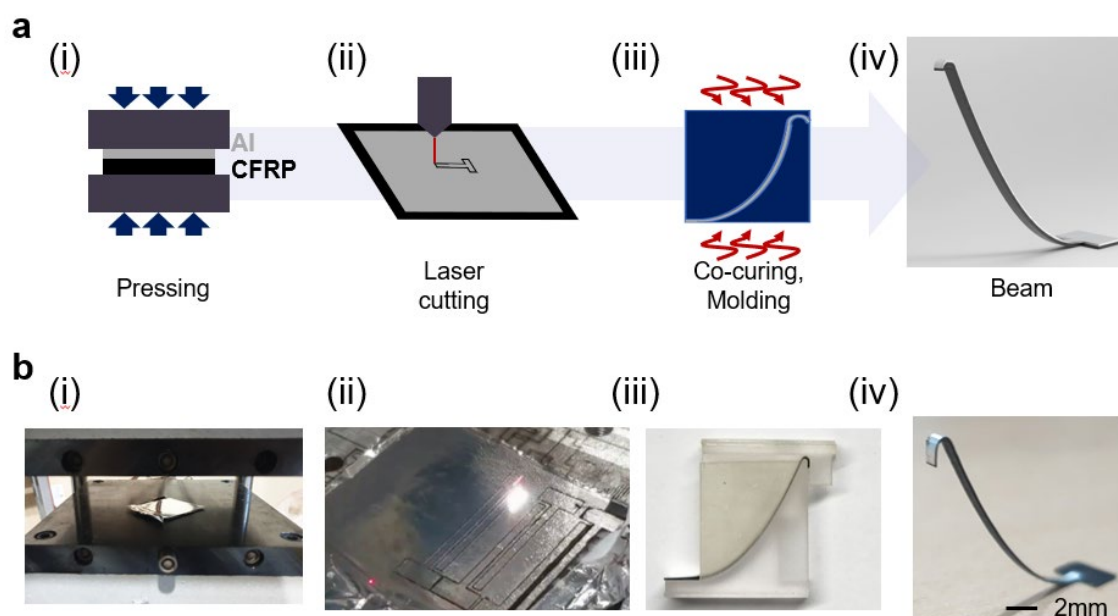 a
(i)
(ii)
(iii)
(iv)
Al
CFRP
Pressing
Laser
cutting
Co-curing,
Molding
Beam
b
(i)
(ii)
(iii)
(iv)
2mm